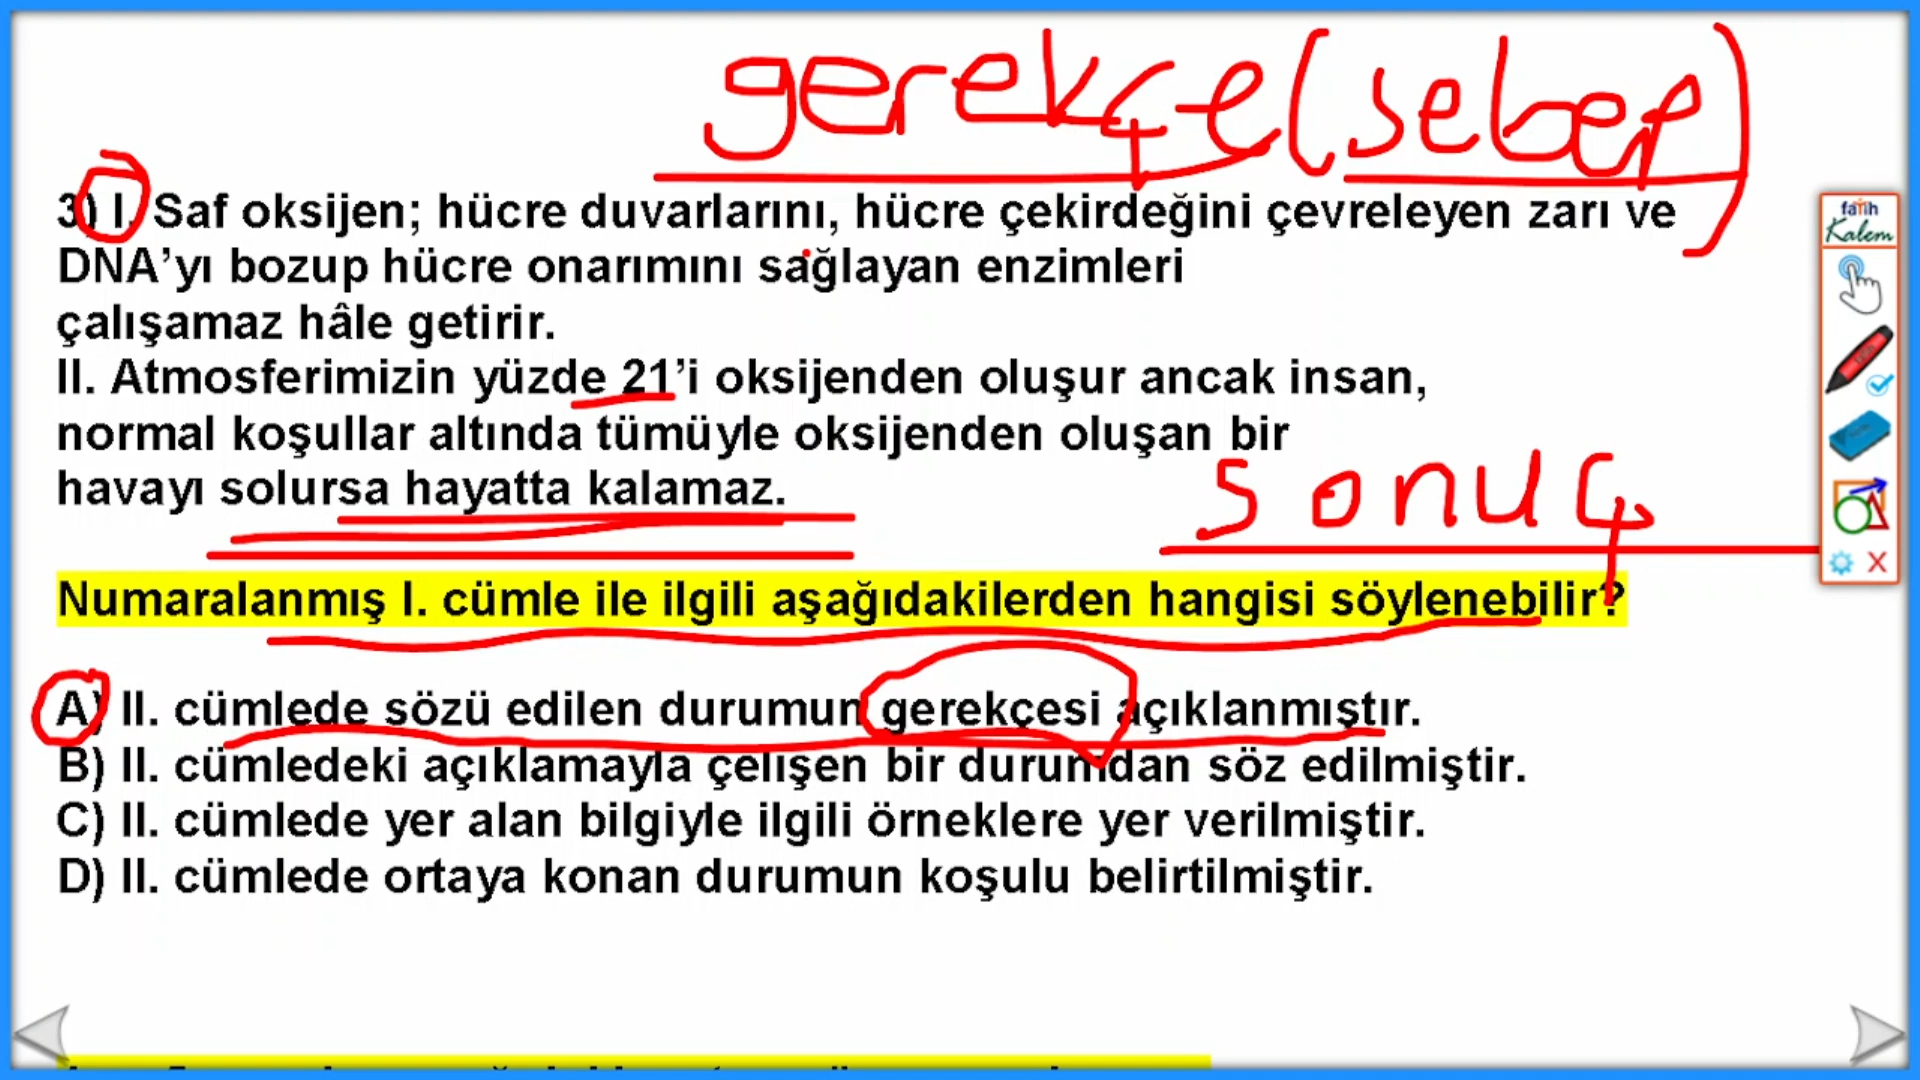 gerekçe (sebep)
3) I. Saf oksijen; hücre duvarlarını, hücre çekirdeğini çevreleyen zarı ve
DNA’yı bozup hücre onarımını sağlayan enzimleri
çalışamaz hâle getirir.
II. Atmosferimizin yüzde 21’i oksijenden oluşur ancak insan,
normal koşullar altında tümüyle oksijenden oluşan bir
havayı solursa hayatta kalamaz.
sonuç
Numaralanmış I. cümle ile ilgili aşağıdakilerden hangisi söylenebilir?
A) II. cümlede sözü edilen durumun gerekçesi açıklanmıştır.
B) II. cümledeki açıklamayla çelişen bir durumdan söz edilmiştir.
C) II. cümlede yer alan bilgiyle ilgili örneklere yer verilmiştir.
D) II. cümlede ortaya konan durumun koşulu belirtilmiştir.
fatih
Kalem